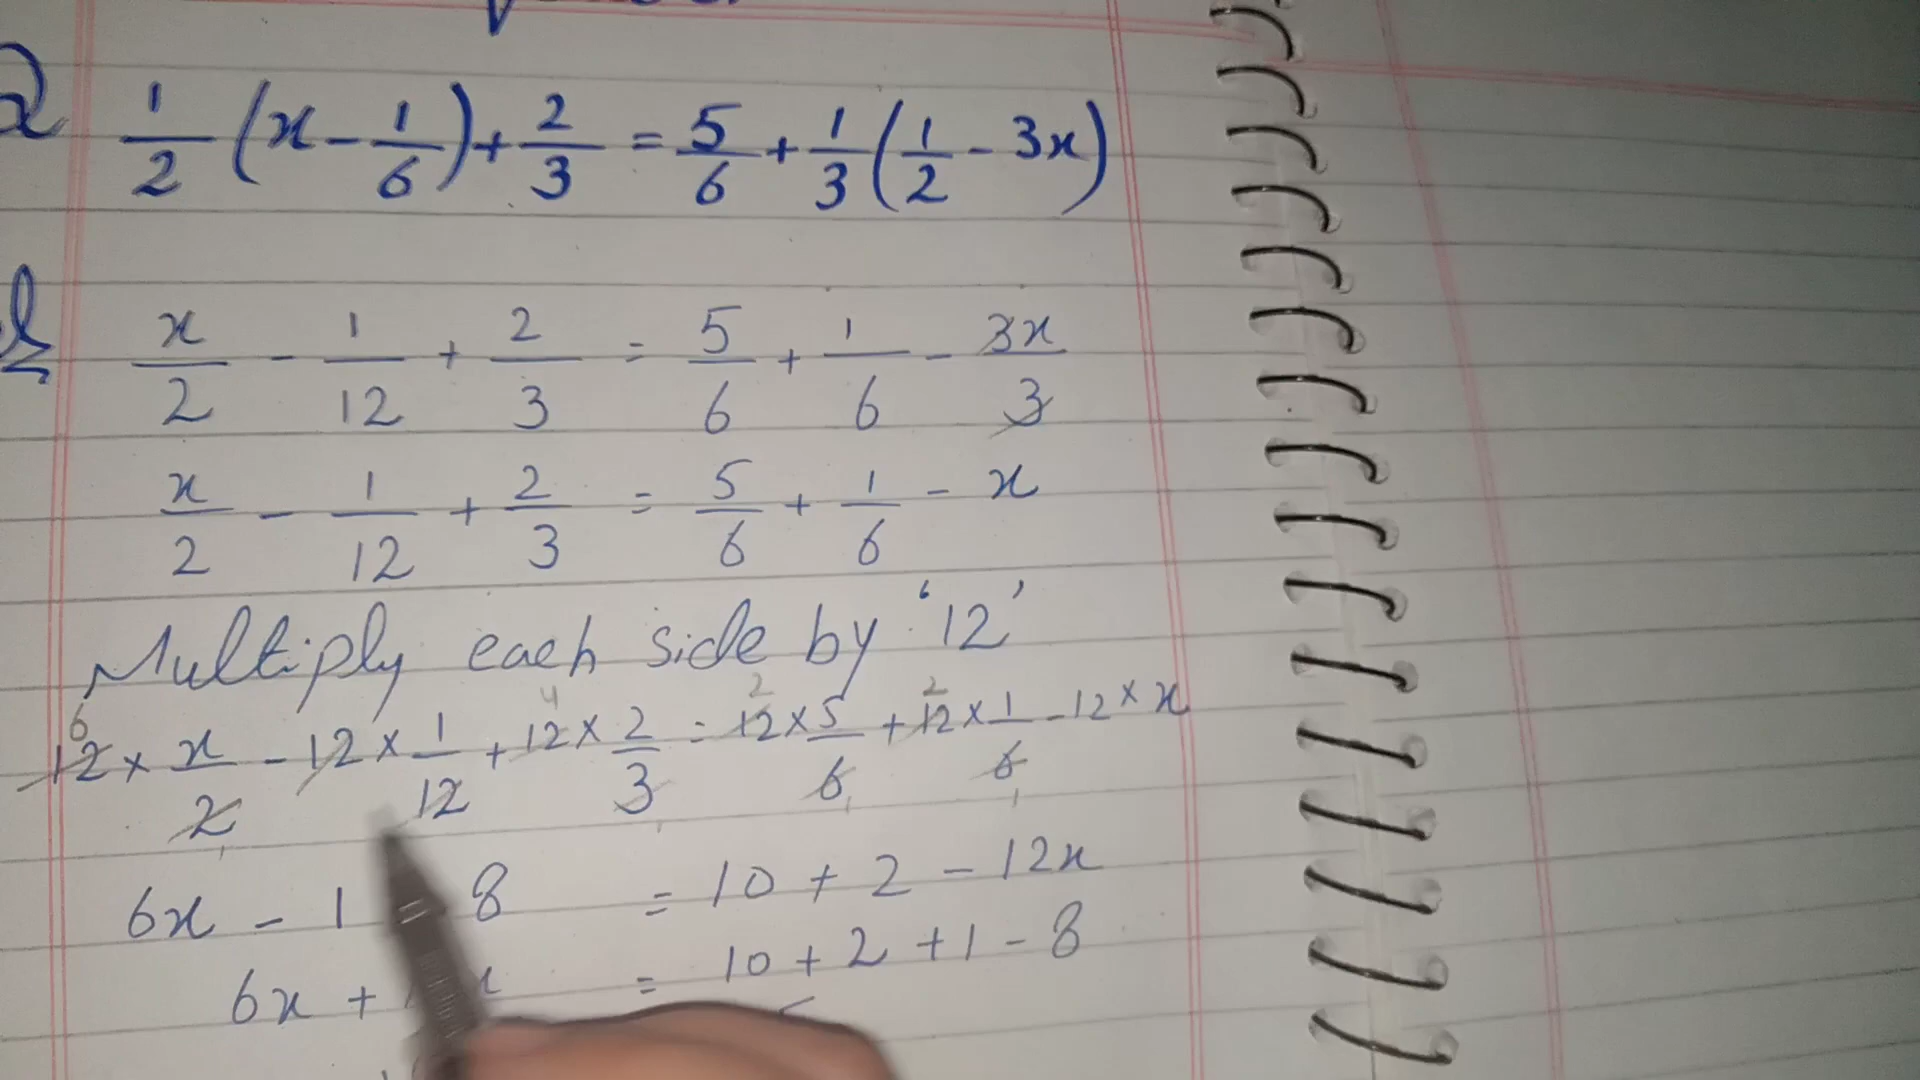 1/2 (x - 1/6) + 2/3 = 5/6 + 1/3 (1/2 - 3x)
x/2 - 1/12 + 2/3 = 5/6 + 1/6 - 3x/3
x/2 - 1/12 + 2/3 = 5/6 + 1/6 - x
Multiply each side by '12'
12 × x/2 - 12 × 1/12 + 12 × 2/3 = 12 × 5/6 + 12 × 1/6 - 12 × x
6x - 1 = 8 = 10 + 2 - 12x
6x + x = 10 + 2 + 1 - 8